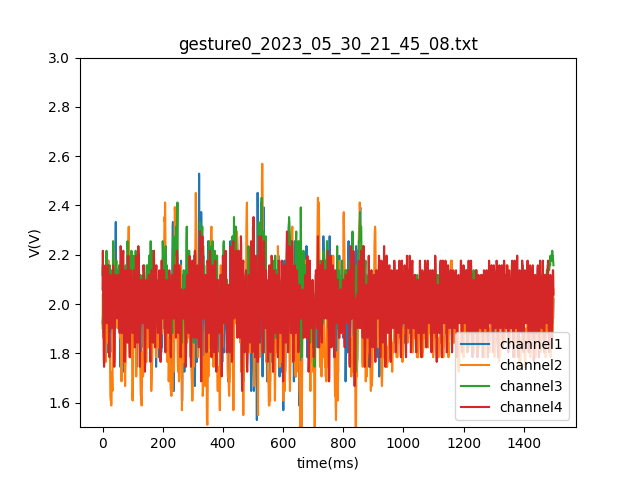 gesture0_2023_05_30_21_45_08.txt
3.0
2.8
2.6
2.4
2.2
2.0
1.8
1.6
V(V)
channel1
channel2
channel3
channel4
0 200 400 600 800 1000 1200 1400
time(ms)